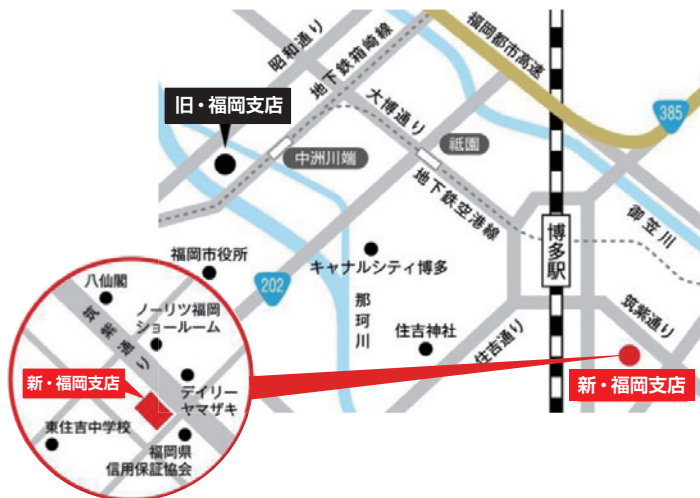 昭和通り
地下鉄箱崎線
福岡都市高速
旧・福岡支店
大博通り
385
中洲川端
祇園
地下鉄空港線
御笠川
博多駅
福岡市役所
キャナルシティ博多
202
那珂川
住吉神社
住吉通り
筑紫通り
新・福岡支店
八仙閣
ノーリツ福岡
ショールーム
筑紫通り
新・福岡支店
デイリー
ヤマザキ
東住吉中学校
福岡県
信用保証協会